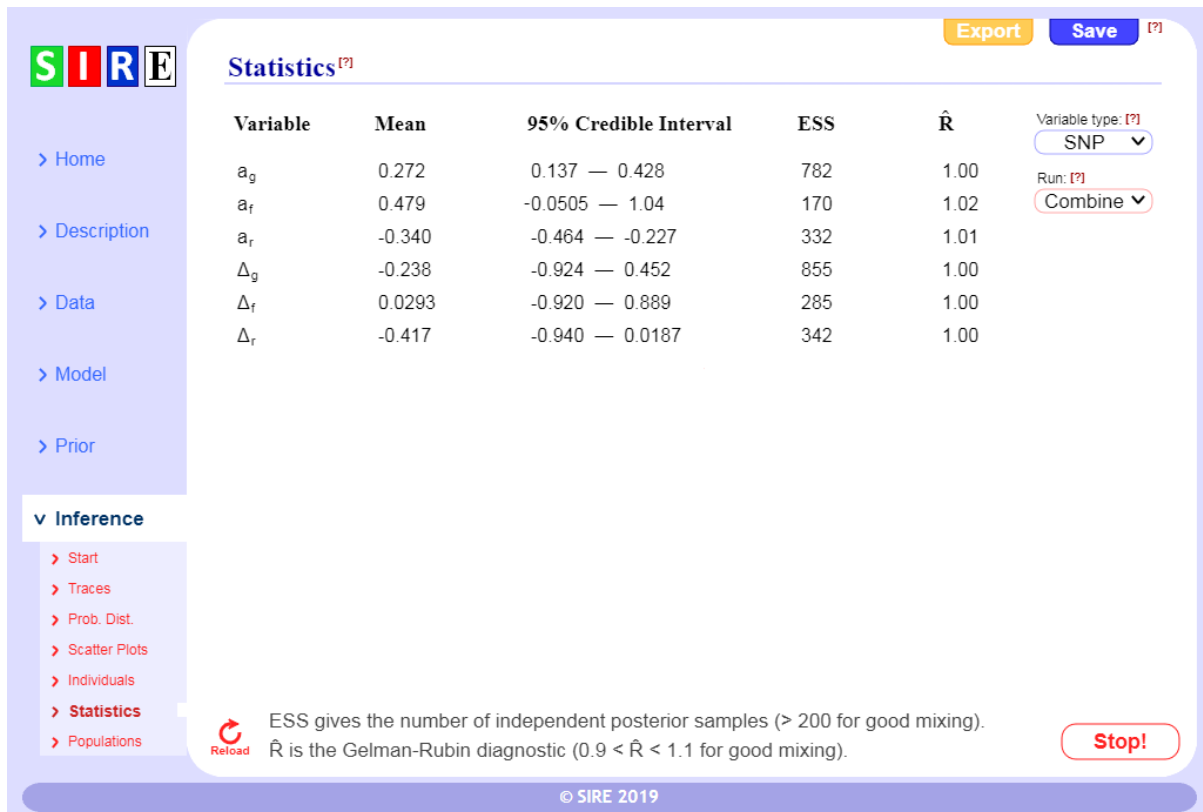 Export Save [?]
SIRE
Statistics[?]
Variable Mean 95% Credible Interval ESS R̂
Variable type: [?]
SNP
Run: [?]
Combine
a_g 0.272 0.137 — 0.428 782 1.00
a_f 0.479 -0.0505 — 1.04 170 1.02
a_r -0.340 -0.464 — -0.227 332 1.01
Δ_g -0.238 -0.924 — 0.452 855 1.00
Δ_f 0.0293 -0.920 — 0.889 285 1.00
Δ_r -0.417 -0.940 — 0.0187 342 1.00
Home
Description
Data
Model
Prior
Inference
Start
Traces
Prob. Dist.
Scatter Plots
Individuals
Statistics
Populations
Reload
ESS gives the number of independent posterior samples (> 200 for good mixing).
R̂ is the Gelman-Rubin diagnostic (0.9 < R̂ < 1.1 for good mixing).
Stop!
© SIRE 2019